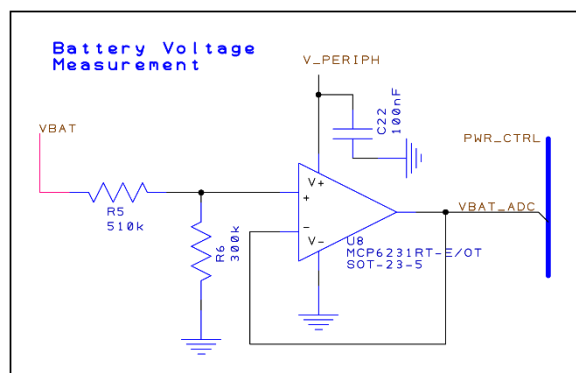 Battery Voltage
Measurement
V_PERIPH
C22
100nF
VBAT
PWR_CTRL
V+
+
R5
510k
VBAT_ADC
-
R6
300k
V-
U8
MCP6231RT-E/OT
SOT-23-5